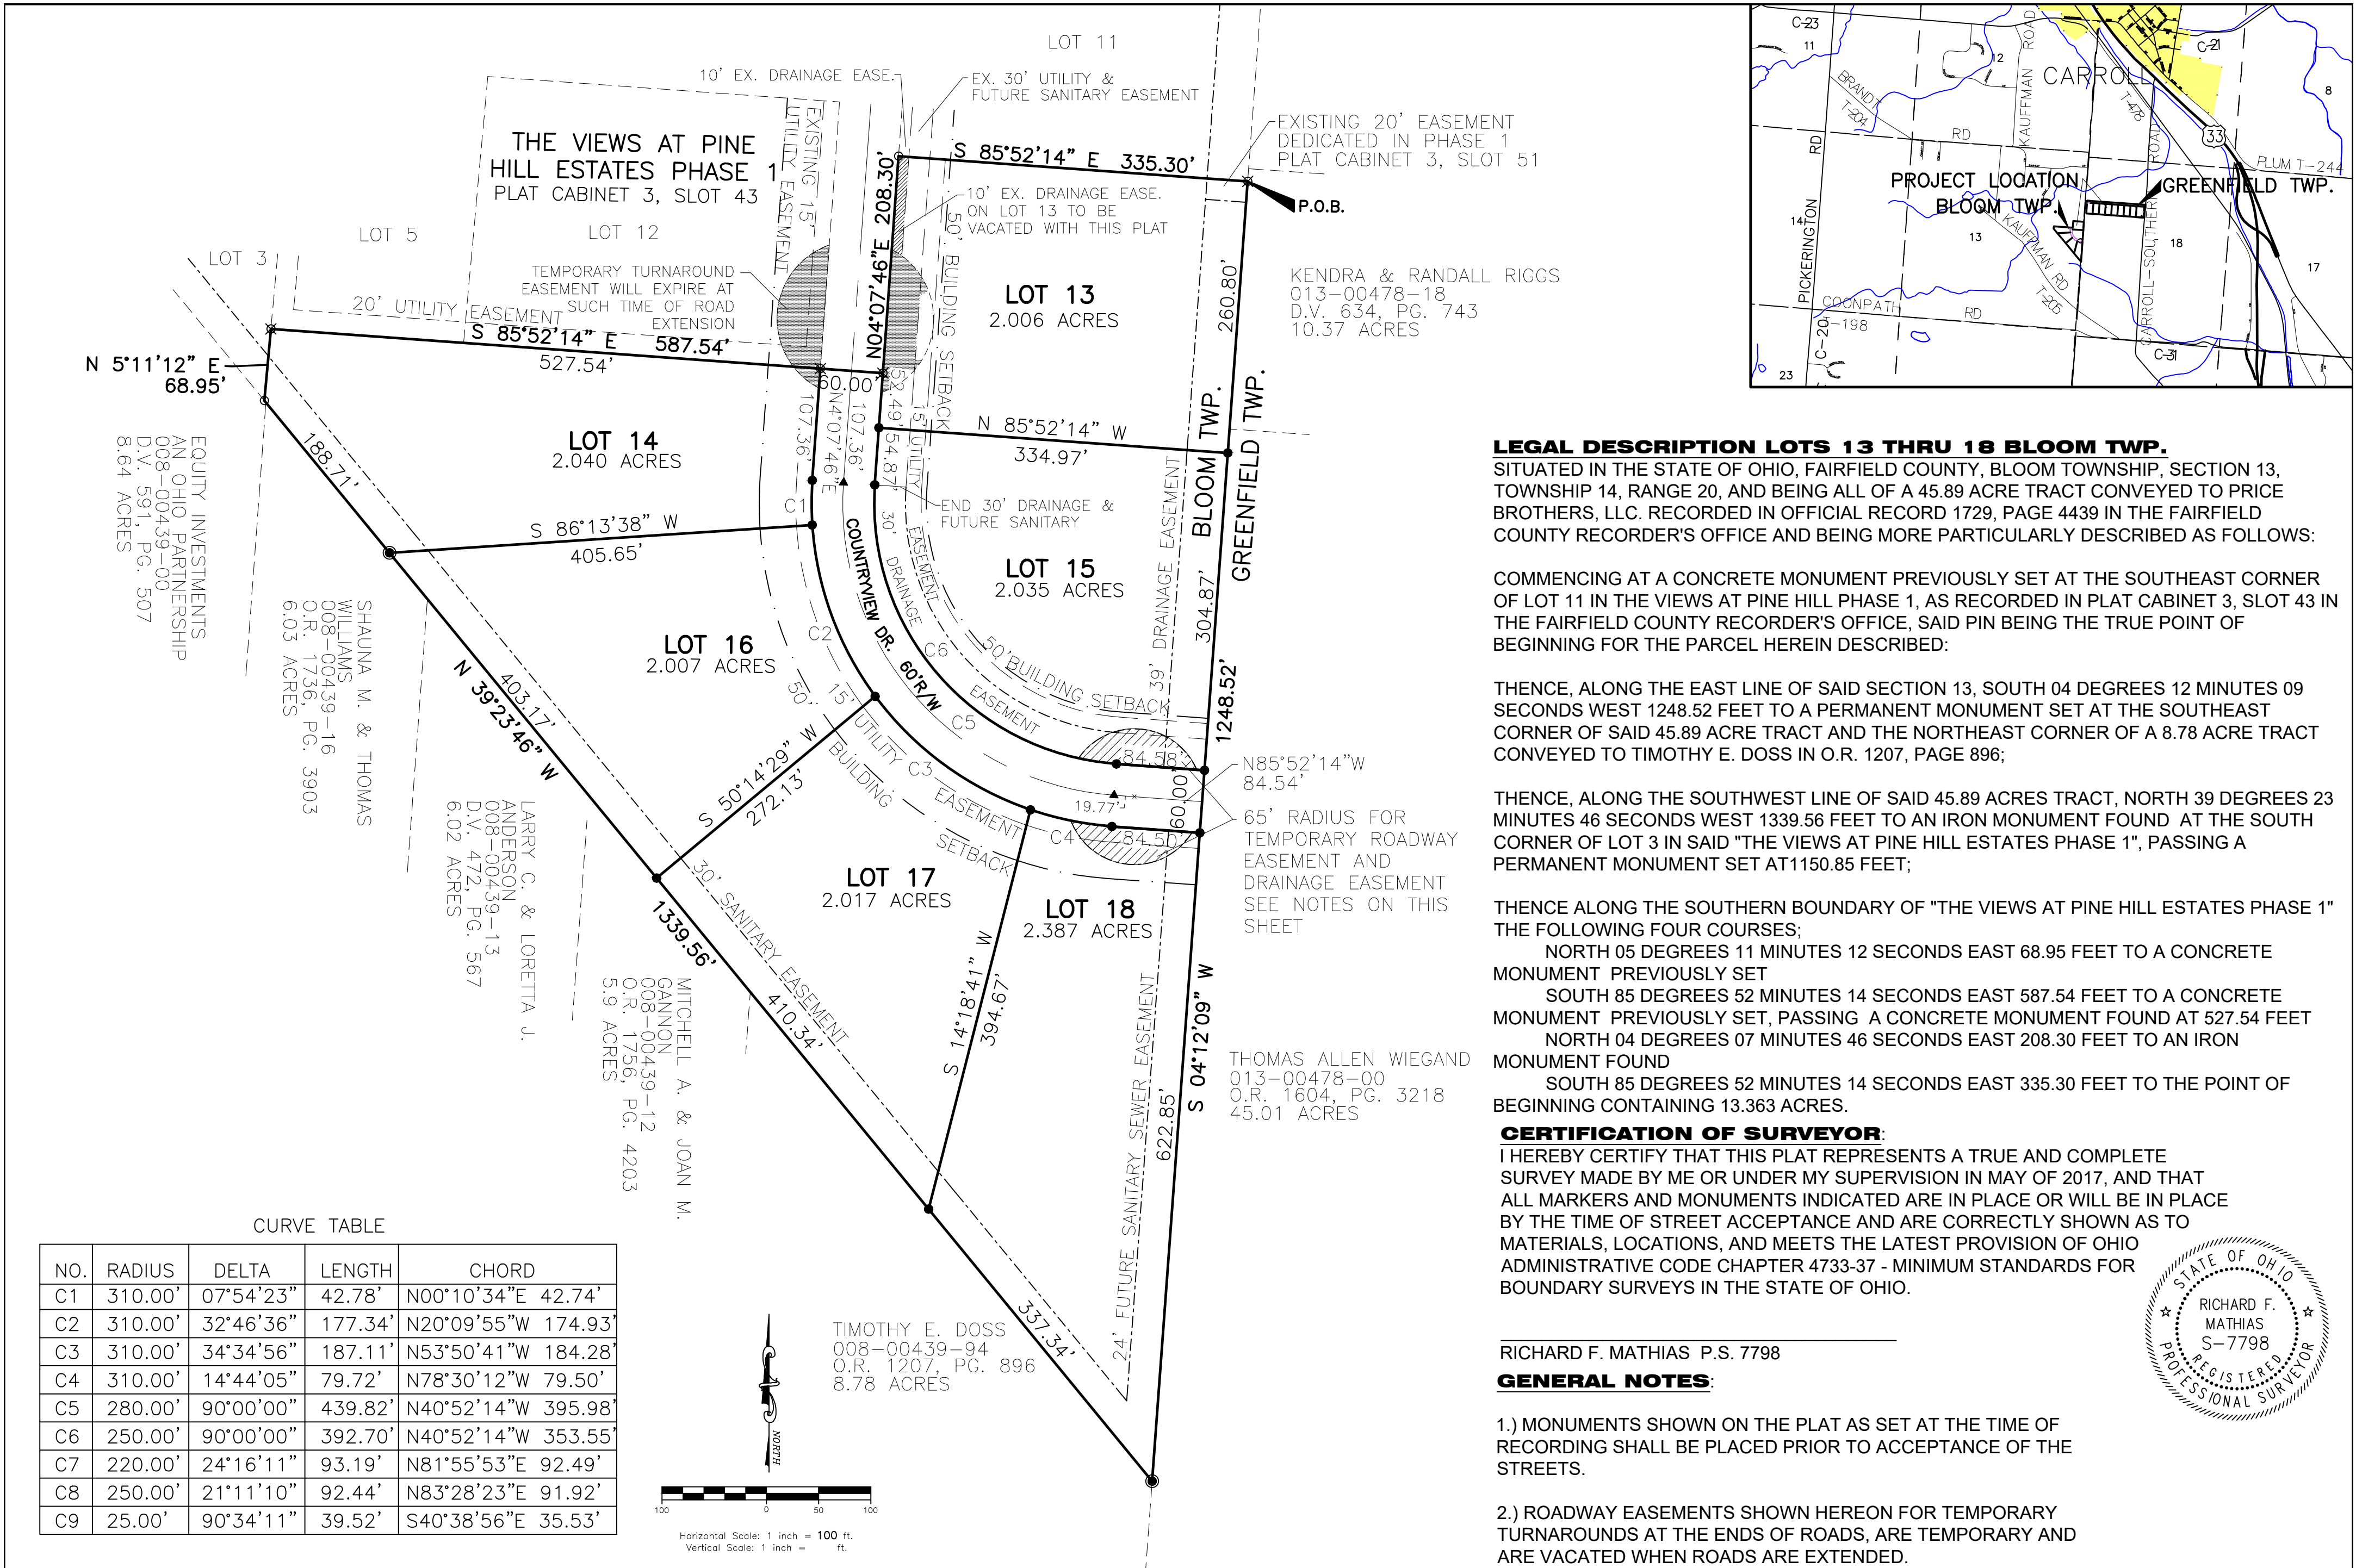 LOT 11
10' EX. DRAINAGE EASE.
EX. 30' UTILITY &
FUTURE SANITARY EASEMENT
THE VIEWS AT PINE
HILL ESTATES PHASE 1
PLAT CABINET 3, SLOT 43
EXISTING 15'
UTILITY EASEMENT
S 85°52'14" E 335.30'
EXISTING 20' EASEMENT
DEDICATED IN PHASE 1
PLAT CABINET 3, SLOT 51
P.O.B.
N04°07'46"E 208.30'
10' EX. DRAINAGE EASE.
ON LOT 13 TO BE
VACATED WITH THIS PLAT
50' BUILDING SETBACK
LOT 3
LOT 5
LOT 12
TEMPORARY TURNAROUND
EASEMENT WILL EXPIRE AT
SUCH TIME OF ROAD
EXTENSION
20' UTILITY EASEMENT
LOT 13
2.006 ACRES
260.80'
KENDRA & RANDALL RIGGS
013-00478-18
D.V. 634, PG. 743
10.37 ACRES
S 85°52'14" E 587.54'
527.54'
60.00'
N 5°11'12" E
68.95'
52.49'
107.36'
N4°07'46"E
107.36'
54.87'
15' UTILITY
EASEMENT
N 85°52'14" W
334.97'
BLOOM TWP.
GREENFIELD TWP.
LOT 14
2.040 ACRES
188.71'
C1
END 30' DRAINAGE &
FUTURE SANITARY
S 86°13'38" W
405.65'
EQUITY INVESTMENTS
AN OHIO PARTNERSHIP
008-00439-00
D.V. 591, PG. 507
8.64 ACRES
COUNTRYVIEW DR. 60'R/W
30' DRAINAGE
EASEMENT
LOT 15
2.035 ACRES
39' DRAINAGE EASEMENT
304.87'
1248.52'
C2
C6
C5
LOT 16
2.007 ACRES
50' BUILDING SETBACK
SHAUNA M. & THOMAS
WILLIAMS
008-00439-16
O.R. 1736, PG. 3903
6.03 ACRES
403.17'
N 39°23'46" W
1339.56'
15' UTILITY
EASEMENT
50'
BUILDING
SETBACK
S 50°14'29" W
272.13'
C3
84.58'
N85°52'14"W
84.54'
19.77'
60.00'
C4
84.50'
65' RADIUS FOR
TEMPORARY ROADWAY
EASEMENT AND
DRAINAGE EASEMENT
SEE NOTES ON THIS
SHEET
LARRY C. & LORETTA J.
ANDERSON
008-00439-13
D.V. 472, PG. 567
6.02 ACRES
LOT 17
2.017 ACRES
LOT 18
2.387 ACRES
30' SANITARY EASEMENT
410.34'
S 14°18'41" W
394.67'
S 04°12'09" W
622.85'
MITCHELL A. & JOAN M.
GANNON
008-00439-12
O.R. 1756, PG. 4203
5.9 ACRES
THOMAS ALLEN WIEGAND
013-00478-00
O.R. 1604, PG. 3218
45.01 ACRES
24' FUTURE SANITARY SEWER EASEMENT
337.34'
TIMOTHY E. DOSS
008-00439-94
O.R. 1207, PG. 896
8.78 ACRES
CURVE TABLE
NO. RADIUS DELTA LENGTH CHORD
C1 310.00' 07°54'23" 42.78' N00°10'34"E 42.74'
C2 310.00' 32°46'36" 177.34' N20°09'55"W 174.93'
C3 310.00' 34°34'56" 187.11' N53°50'41"W 184.28'
C4 310.00' 14°44'05" 79.72' N78°30'12"W 79.50'
C5 280.00' 90°00'00" 439.82' N40°52'14"W 395.98'
C6 250.00' 90°00'00" 392.70' N40°52'14"W 353.55'
C7 220.00' 24°16'11" 93.19' N81°55'53"E 92.49'
C8 250.00' 21°11'10" 92.44' N83°28'23"E 91.92'
C9 25.00' 90°34'11" 39.52' S40°38'56"E 35.53'
NORTH
100 0 50 100
Horizontal Scale: 1 inch = 100 ft.
Vertical Scale: 1 inch = ft.
C-23
11
12
KAUFFMAN ROAD
CARROLL
C-21
8
BRANDT
T-204
RD
T-478
33
PLUM T-244
PICKERINGTON RD
PROJECT LOCATION
BLOOM TWP.
GREENFIELD TWP.
14
13
KAUFFMAN RD
T-205
CARROLL-SOUTHERN ROAD
18
17
COONPATH RD
T-198
C-20
C-31
23
LEGAL DESCRIPTION LOTS 13 THRU 18 BLOOM TWP.
SITUATED IN THE STATE OF OHIO, FAIRFIELD COUNTY, BLOOM TOWNSHIP, SECTION 13,
TOWNSHIP 14, RANGE 20, AND BEING ALL OF A 45.89 ACRE TRACT CONVEYED TO PRICE
BROTHERS, LLC. RECORDED IN OFFICIAL RECORD 1729, PAGE 4439 IN THE FAIRFIELD
COUNTY RECORDER'S OFFICE AND BEING MORE PARTICULARLY DESCRIBED AS FOLLOWS:
COMMENCING AT A CONCRETE MONUMENT PREVIOUSLY SET AT THE SOUTHEAST CORNER
OF LOT 11 IN THE VIEWS AT PINE HILL PHASE 1, AS RECORDED IN PLAT CABINET 3, SLOT 43 IN
THE FAIRFIELD COUNTY RECORDER'S OFFICE, SAID PIN BEING THE TRUE POINT OF
BEGINNING FOR THE PARCEL HEREIN DESCRIBED:
THENCE, ALONG THE EAST LINE OF SAID SECTION 13, SOUTH 04 DEGREES 12 MINUTES 09
SECONDS WEST 1248.52 FEET TO A PERMANENT MONUMENT SET AT THE SOUTHEAST
CORNER OF SAID 45.89 ACRE TRACT AND THE NORTHEAST CORNER OF A 8.78 ACRE TRACT
CONVEYED TO TIMOTHY E. DOSS IN O.R. 1207, PAGE 896;
THENCE, ALONG THE SOUTHWEST LINE OF SAID 45.89 ACRES TRACT, NORTH 39 DEGREES 23
MINUTES 46 SECONDS WEST 1339.56 FEET TO AN IRON MONUMENT FOUND AT THE SOUTH
CORNER OF LOT 3 IN SAID "THE VIEWS AT PINE HILL ESTATES PHASE 1", PASSING A
PERMANENT MONUMENT SET AT1150.85 FEET;
THENCE ALONG THE SOUTHERN BOUNDARY OF "THE VIEWS AT PINE HILL ESTATES PHASE 1"
THE FOLLOWING FOUR COURSES;
NORTH 05 DEGREES 11 MINUTES 12 SECONDS EAST 68.95 FEET TO A CONCRETE
MONUMENT PREVIOUSLY SET
SOUTH 85 DEGREES 52 MINUTES 14 SECONDS EAST 587.54 FEET TO A CONCRETE
MONUMENT PREVIOUSLY SET, PASSING A CONCRETE MONUMENT FOUND AT 527.54 FEET
NORTH 04 DEGREES 07 MINUTES 46 SECONDS EAST 208.30 FEET TO AN IRON
MONUMENT FOUND
SOUTH 85 DEGREES 52 MINUTES 14 SECONDS EAST 335.30 FEET TO THE POINT OF
BEGINNING CONTAINING 13.363 ACRES.
CERTIFICATION OF SURVEYOR:
I HEREBY CERTIFY THAT THIS PLAT REPRESENTS A TRUE AND COMPLETE
SURVEY MADE BY ME OR UNDER MY SUPERVISION IN MAY OF 2017, AND THAT
ALL MARKERS AND MONUMENTS INDICATED ARE IN PLACE OR WILL BE IN PLACE
BY THE TIME OF STREET ACCEPTANCE AND ARE CORRECTLY SHOWN AS TO
MATERIALS, LOCATIONS, AND MEETS THE LATEST PROVISION OF OHIO
ADMINISTRATIVE CODE CHAPTER 4733-37 - MINIMUM STANDARDS FOR
BOUNDARY SURVEYS IN THE STATE OF OHIO.
RICHARD F. MATHIAS P.S. 7798
STATE OF OHIO
RICHARD F.
MATHIAS
S-7798
REGISTERED
PROFESSIONAL SURVEYOR
GENERAL NOTES:
1.) MONUMENTS SHOWN ON THE PLAT AS SET AT THE TIME OF
RECORDING SHALL BE PLACED PRIOR TO ACCEPTANCE OF THE
STREETS.
2.) ROADWAY EASEMENTS SHOWN HEREON FOR TEMPORARY
TURNAROUNDS AT THE ENDS OF ROADS, ARE TEMPORARY AND
ARE VACATED WHEN ROADS ARE EXTENDED.